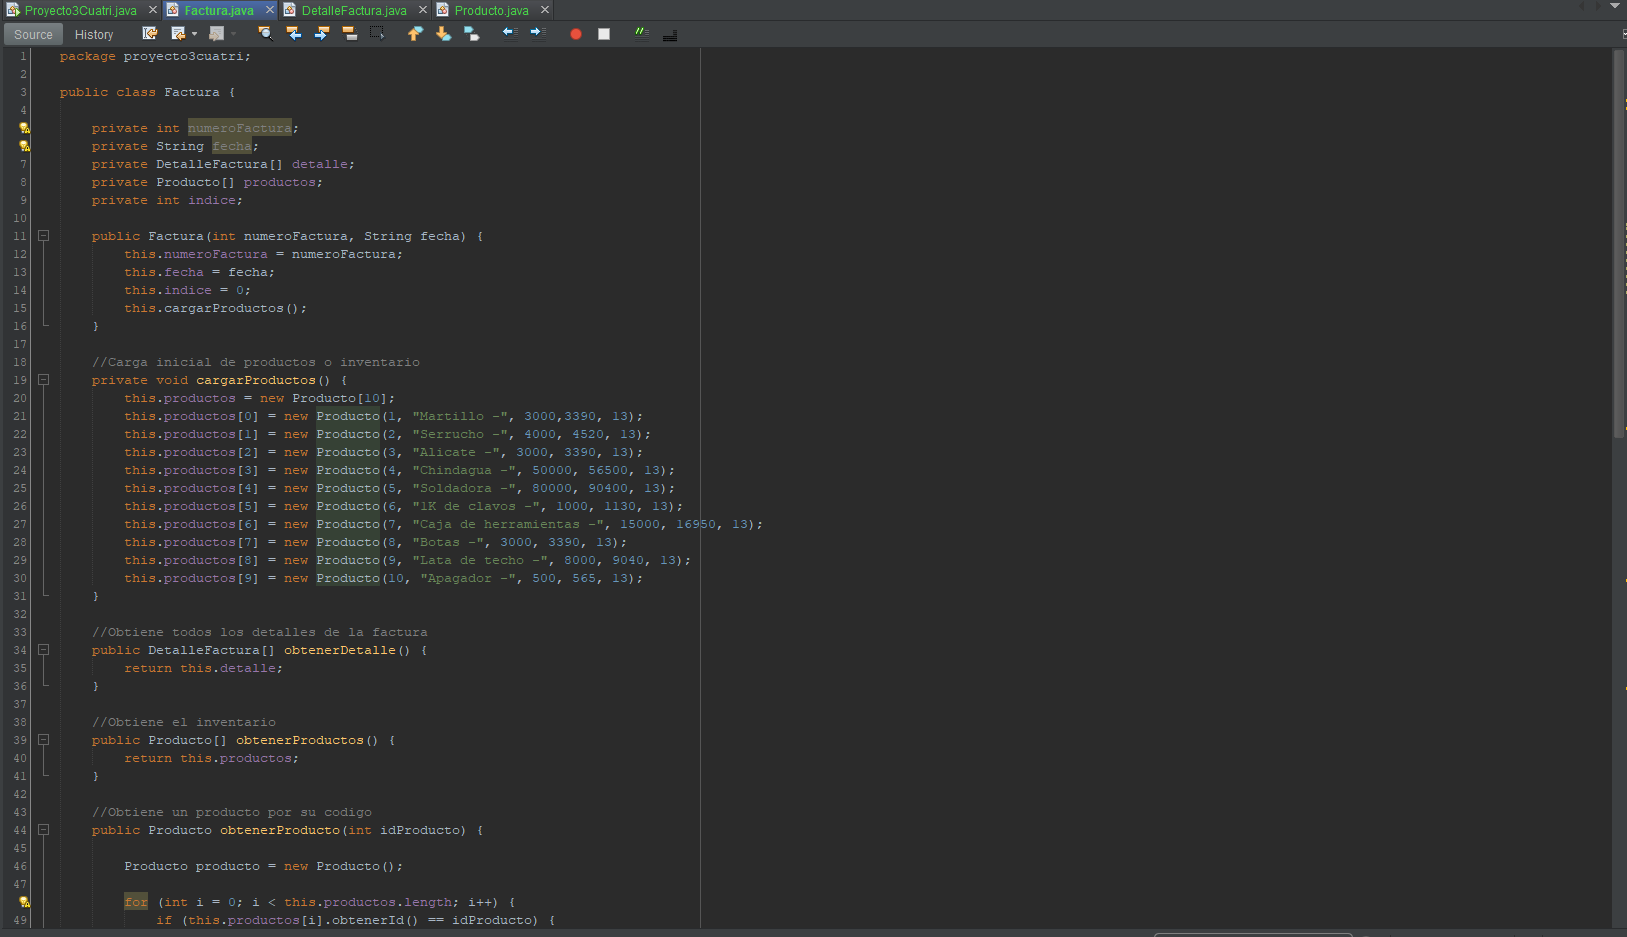 Proyecto3Cuatri.java Factura.java DetalleFactura.java Producto.java
Source History
1 package proyecto3cuatri;
2
3 public class Factura {
4
private int numeroFactura;
private String fecha;
7 private DetalleFactura[] detalle;
8 private Producto[] productos;
9 private int indice;
10
11 public Factura(int numeroFactura, String fecha) {
12 this.numeroFactura = numeroFactura;
13 this.fecha = fecha;
14 this.indice = 0;
15 this.cargarProductos();
16 }
17
18 //Carga inicial de productos o inventario
19 private void cargarProductos() {
20 this.productos = new Producto[10];
21 this.productos[0] = new Producto(1, "Martillo -", 3000,3390, 13);
22 this.productos[1] = new Producto(2, "Serrucho -", 4000, 4520, 13);
23 this.productos[2] = new Producto(3, "Alicate -", 3000, 3390, 13);
24 this.productos[3] = new Producto(4, "Chindagua -", 50000, 56500, 13);
25 this.productos[4] = new Producto(5, "Soldadora -", 80000, 90400, 13);
26 this.productos[5] = new Producto(6, "1K de clavos -", 1000, 1130, 13);
27 this.productos[6] = new Producto(7, "Caja de herramientas -", 15000, 16950, 13);
28 this.productos[7] = new Producto(8, "Botas -", 3000, 3390, 13);
29 this.productos[8] = new Producto(9, "Lata de techo -", 8000, 9040, 13);
30 this.productos[9] = new Producto(10, "Apagador -", 500, 565, 13);
31 }
32
33 //Obtiene todos los detalles de la factura
34 public DetalleFactura[] obtenerDetalle() {
35 return this.detalle;
36 }
37
38 //Obtiene el inventario
39 public Producto[] obtenerProductos() {
40 return this.productos;
41 }
42
43 //Obtiene un producto por su codigo
44 public Producto obtenerProducto(int idProducto) {
45
46 Producto producto = new Producto();
47
for (int i = 0; i < this.productos.length; i++) {
49 if (this.productos[i].obtenerId() == idProducto) {